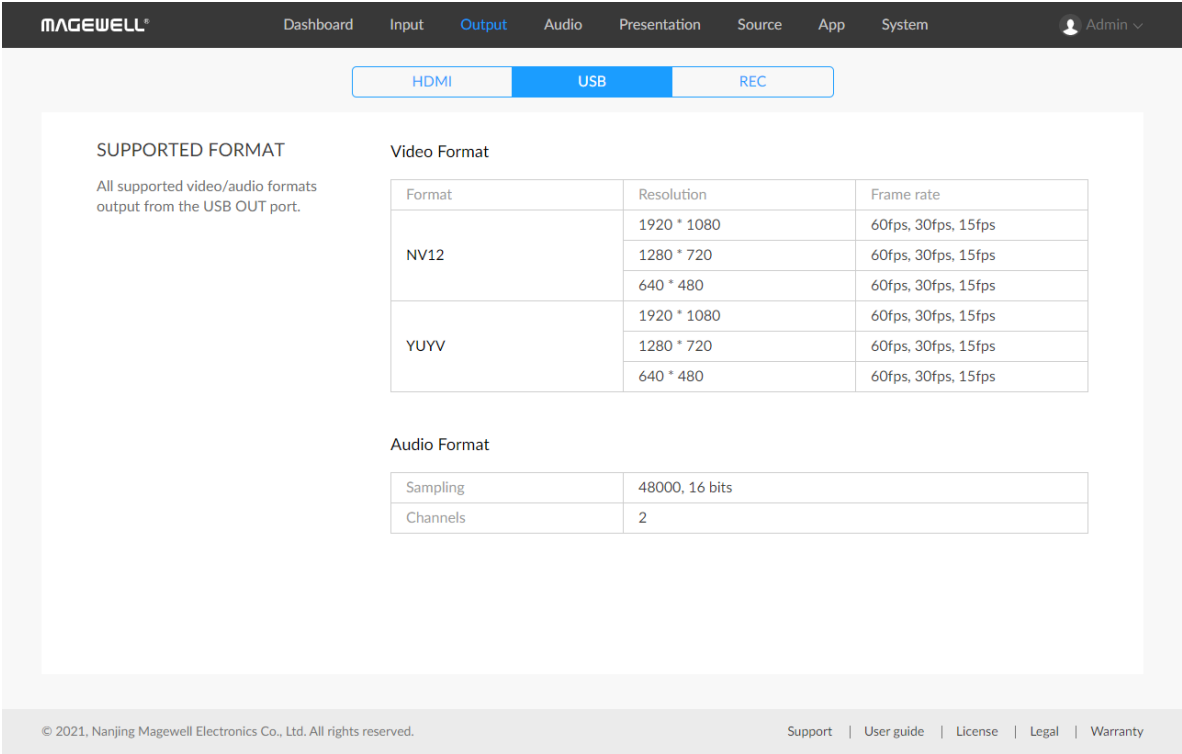 MAGEWELL®
Dashboard Input Output Audio Presentation Source App System Admin
HDMI USB REC
SUPPORTED FORMAT
All supported video/audio formats
output from the USB OUT port.
Video Format
Format Resolution Frame rate
NV12
1920 * 1080 60fps, 30fps, 15fps
1280 * 720 60fps, 30fps, 15fps
640 * 480 60fps, 30fps, 15fps
YUYV
1920 * 1080 60fps, 30fps, 15fps
1280 * 720 60fps, 30fps, 15fps
640 * 480 60fps, 30fps, 15fps
Audio Format
Sampling 48000, 16 bits
Channels 2
© 2021, Nanjing Magewell Electronics Co., Ltd. All rights reserved.
Support | User guide | License | Legal | Warranty